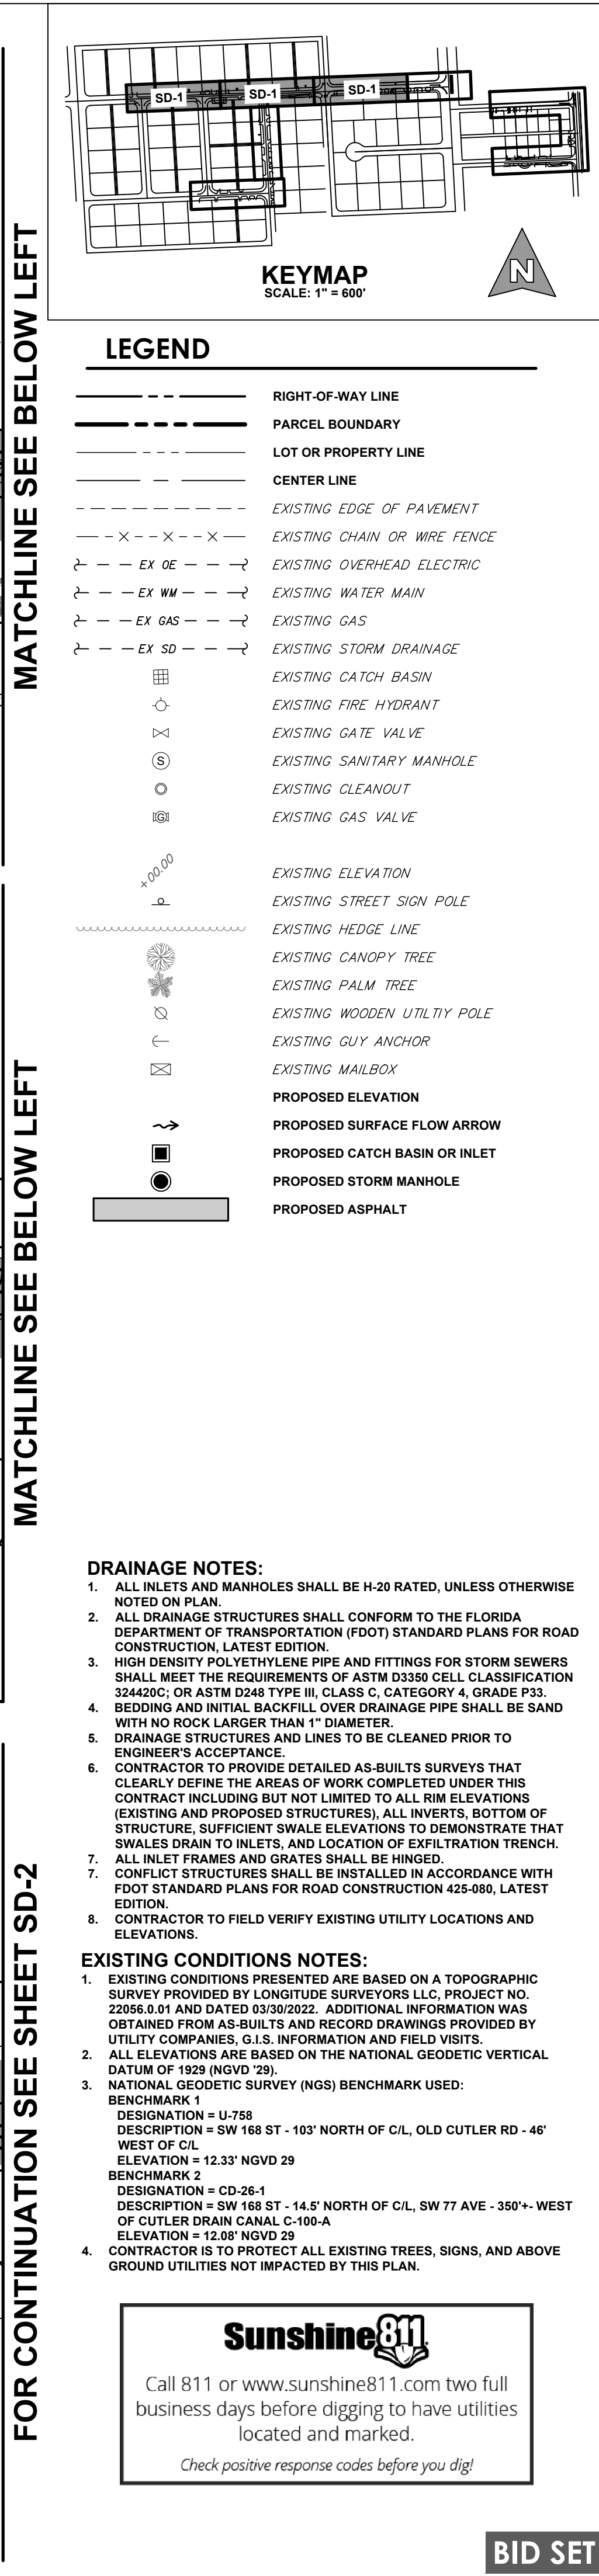 MATCHLINE SEE BELOW LEFT
MATCHLINE SEE BELOW LEFT
FOR CONTINUATION SEE SHEET SD-2
SD-1
SD-1
SD-1
KEYMAP
SCALE: 1" = 600'
N
LEGEND
RIGHT-OF-WAY LINE
PARCEL BOUNDARY
LOT OR PROPERTY LINE
CENTER LINE
EXISTING EDGE OF PAVEMENT
EXISTING CHAIN OR WIRE FENCE
EX OE EXISTING OVERHEAD ELECTRIC
EX WM EXISTING WATER MAIN
EX GAS EXISTING GAS
EX SD EXISTING STORM DRAINAGE
EXISTING CATCH BASIN
EXISTING FIRE HYDRANT
EXISTING GATE VALVE
S EXISTING SANITARY MANHOLE
EXISTING CLEANOUT
G EXISTING GAS VALVE
+00.00 EXISTING ELEVATION
EXISTING STREET SIGN POLE
EXISTING HEDGE LINE
EXISTING CANOPY TREE
EXISTING PALM TREE
EXISTING WOODEN UTILTIY POLE
EXISTING GUY ANCHOR
EXISTING MAILBOX
PROPOSED ELEVATION
PROPOSED SURFACE FLOW ARROW
PROPOSED CATCH BASIN OR INLET
PROPOSED STORM MANHOLE
PROPOSED ASPHALT
DRAINAGE NOTES:
1. ALL INLETS AND MANHOLES SHALL BE H-20 RATED, UNLESS OTHERWISE
NOTED ON PLAN.
2. ALL DRAINAGE STRUCTURES SHALL CONFORM TO THE FLORIDA
DEPARTMENT OF TRANSPORTATION (FDOT) STANDARD PLANS FOR ROAD
CONSTRUCTION, LATEST EDITION.
3. HIGH DENSITY POLYETHYLENE PIPE AND FITTINGS FOR STORM SEWERS
SHALL MEET THE REQUIREMENTS OF ASTM D3350 CELL CLASSIFICATION
324420C; OR ASTM D248 TYPE III, CLASS C, CATEGORY 4, GRADE P33.
4. BEDDING AND INITIAL BACKFILL OVER DRAINAGE PIPE SHALL BE SAND
WITH NO ROCK LARGER THAN 1" DIAMETER.
5. DRAINAGE STRUCTURES AND LINES TO BE CLEANED PRIOR TO
ENGINEER'S ACCEPTANCE.
6. CONTRACTOR TO PROVIDE DETAILED AS-BUILTS SURVEYS THAT
CLEARLY DEFINE THE AREAS OF WORK COMPLETED UNDER THIS
CONTRACT INCLUDING BUT NOT LIMITED TO ALL RIM ELEVATIONS
(EXISTING AND PROPOSED STRUCTURES), ALL INVERTS, BOTTOM OF
STRUCTURE, SUFFICIENT SWALE ELEVATIONS TO DEMONSTRATE THAT
SWALES DRAIN TO INLETS, AND LOCATION OF EXFILTRATION TRENCH.
7. ALL INLET FRAMES AND GRATES SHALL BE HINGED.
7. CONFLICT STRUCTURES SHALL BE INSTALLED IN ACCORDANCE WITH
FDOT STANDARD PLANS FOR ROAD CONSTRUCTION 425-080, LATEST
EDITION.
8. CONTRACTOR TO FIELD VERIFY EXISTING UTILITY LOCATIONS AND
ELEVATIONS.
EXISTING CONDITIONS NOTES:
1. EXISTING CONDITIONS PRESENTED ARE BASED ON A TOPOGRAPHIC
SURVEY PROVIDED BY LONGITUDE SURVEYORS LLC, PROJECT NO.
22056.0.01 AND DATED 03/30/2022. ADDITIONAL INFORMATION WAS
OBTAINED FROM AS-BUILTS AND RECORD DRAWINGS PROVIDED BY
UTILITY COMPANIES, G.I.S. INFORMATION AND FIELD VISITS.
2. ALL ELEVATIONS ARE BASED ON THE NATIONAL GEODETIC VERTICAL
DATUM OF 1929 (NGVD '29).
3. NATIONAL GEODETIC SURVEY (NGS) BENCHMARK USED:
BENCHMARK 1
DESIGNATION = U-758
DESCRIPTION = SW 168 ST - 103' NORTH OF C/L, OLD CUTLER RD - 46'
WEST OF C/L
ELEVATION = 12.33' NGVD 29
BENCHMARK 2
DESIGNATION = CD-26-1
DESCRIPTION = SW 168 ST - 14.5' NORTH OF C/L, SW 77 AVE - 350'+- WEST
OF CUTLER DRAIN CANAL C-100-A
ELEVATION = 12.08' NGVD 29
4. CONTRACTOR IS TO PROTECT ALL EXISTING TREES, SIGNS, AND ABOVE
GROUND UTILITIES NOT IMPACTED BY THIS PLAN.
Sunshine811
Call 811 or www.sunshine811.com two full
business days before digging to have utilities
located and marked.
Check positive response codes before you dig!
BID SET